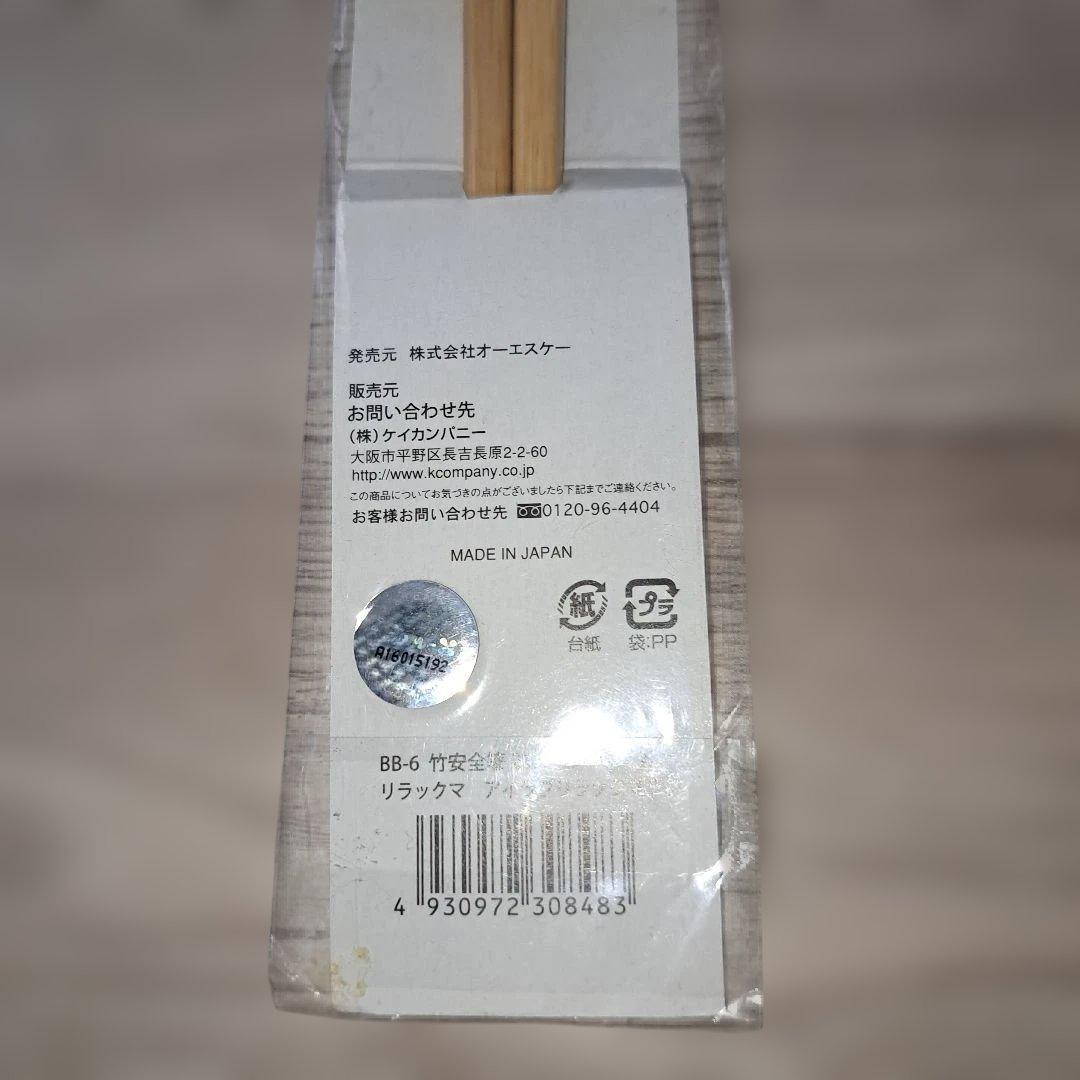 発売元 株式会社オーエスケー
販売元
お問い合わせ先
(株)ケイカンパニー
大阪市平野区長吉長原2-2-60
http://www.kcompany.co.jp
この商品についてお気づきの点がございましたら下記までご連絡ください。
お客様お問い合わせ先 0120-96-4404
MADE IN JAPAN
紙 プラ
台紙 袋:PP
A16015192
BB-6 竹安全
リラックマ
4 930972 308483